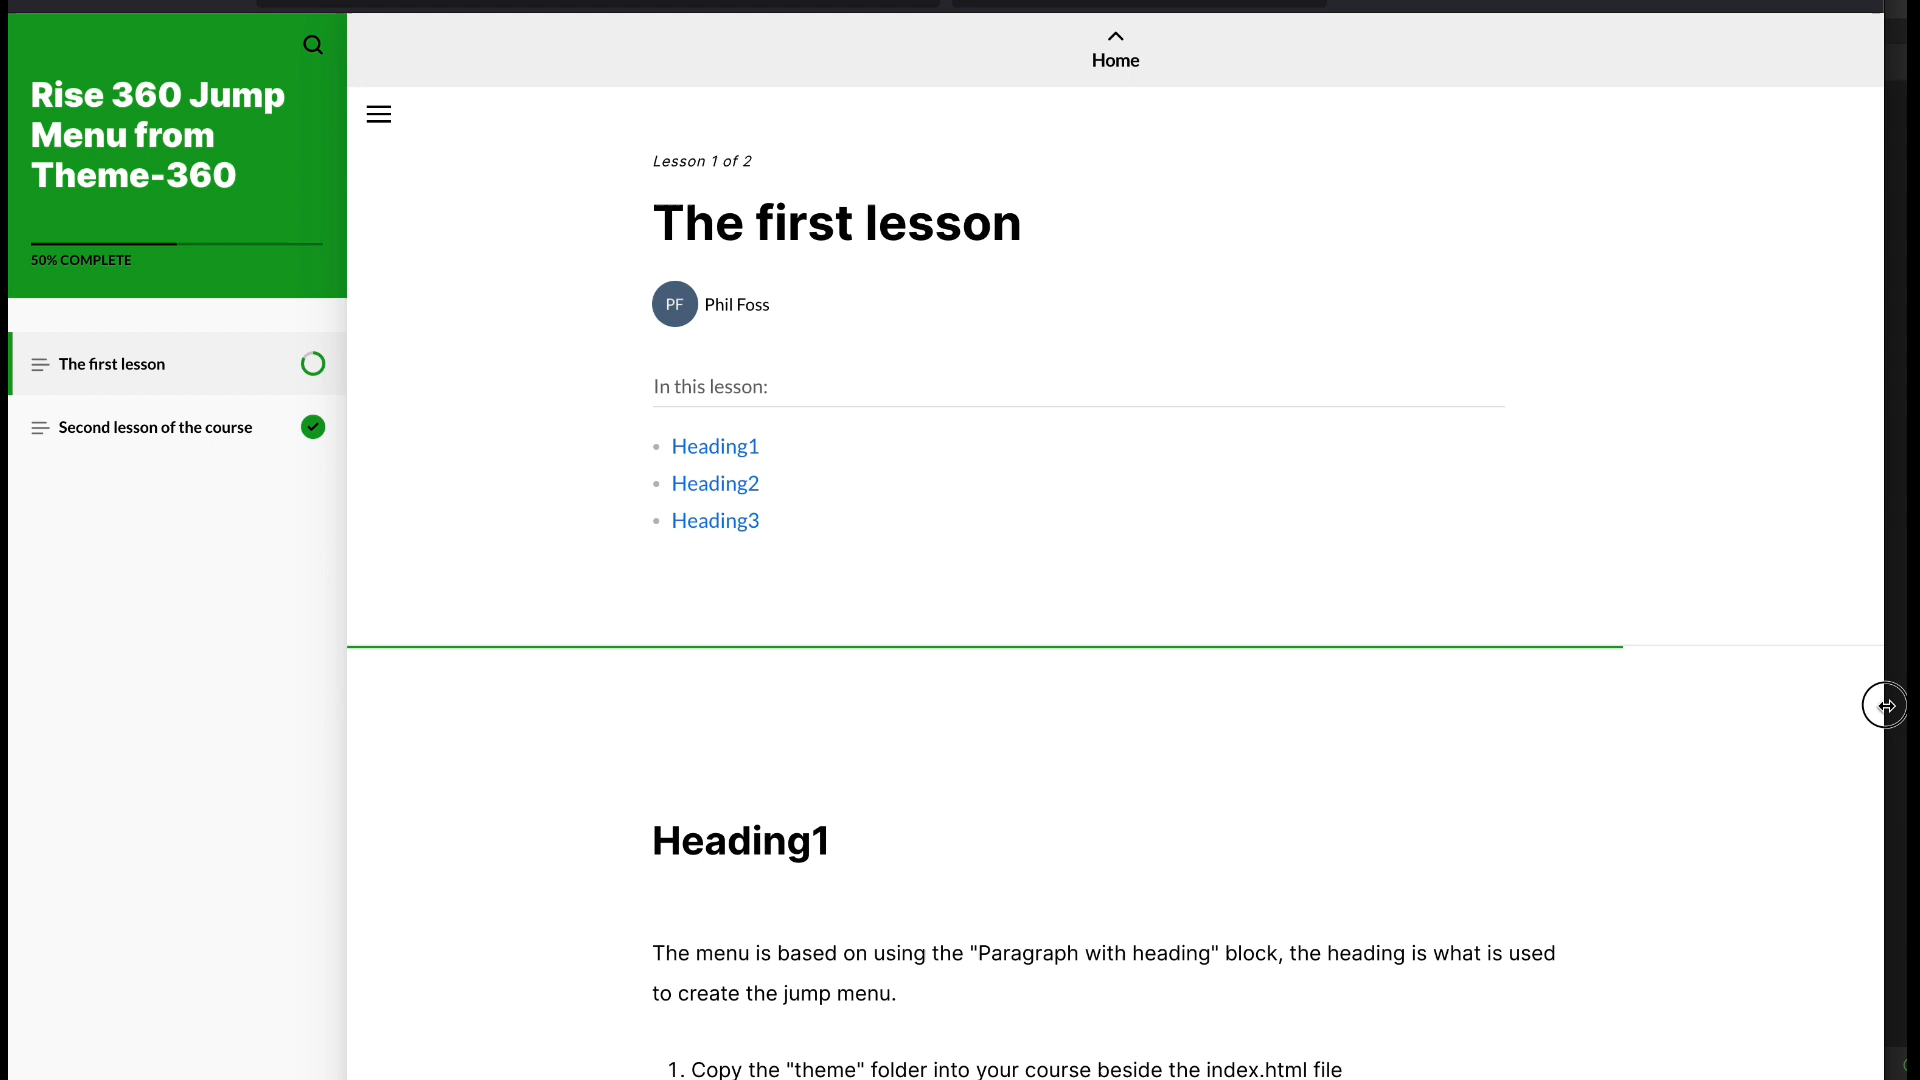 Rise 360 Jump
Menu from
Theme-360
50% COMPLETE
The first lesson
Second lesson of the course
Home
Lesson 1 of 2
The first lesson
PF Phil Foss
In this lesson:
Heading1
Heading2
Heading3
Heading1
The menu is based on using the "Paragraph with heading" block, the heading is what is used
to create the jump menu.
1. Copy the "theme" folder into your course beside the index.html file